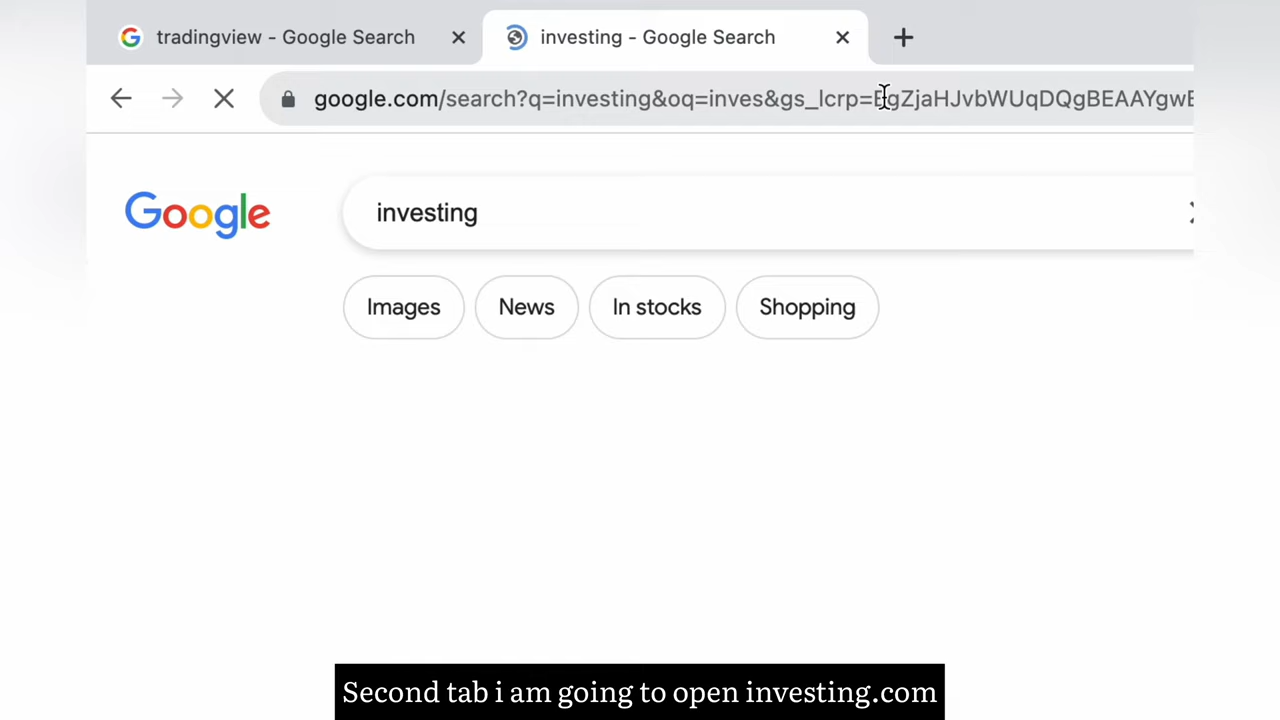 tradingview - Google Search
investing - Google Search
google.com/search?q=investing&oq=inves&gs_lcrp=EgZjaHJvbWUqDQgBEAAYgwE
Google
investing
Images News In stocks Shopping
Second tab i am going to open investing.com